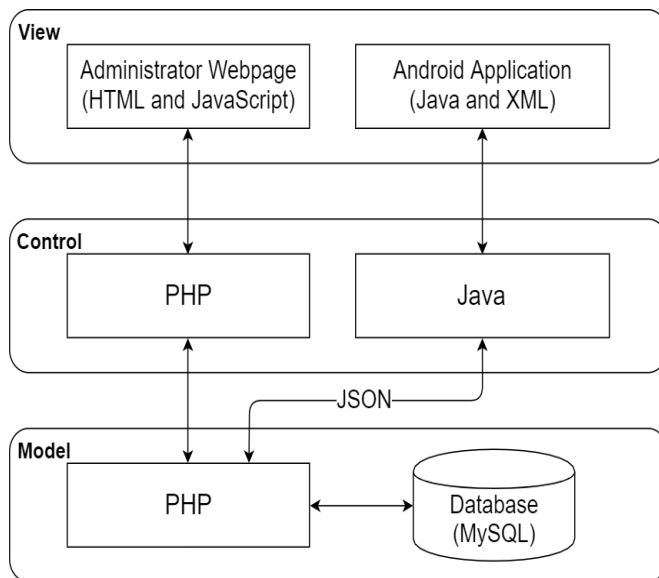 View
Administrator Webpage
(HTML and JavaScript)
Android Application
(Java and XML)
Control
PHP
Java
JSON
Model
PHP
Database
(MySQL)